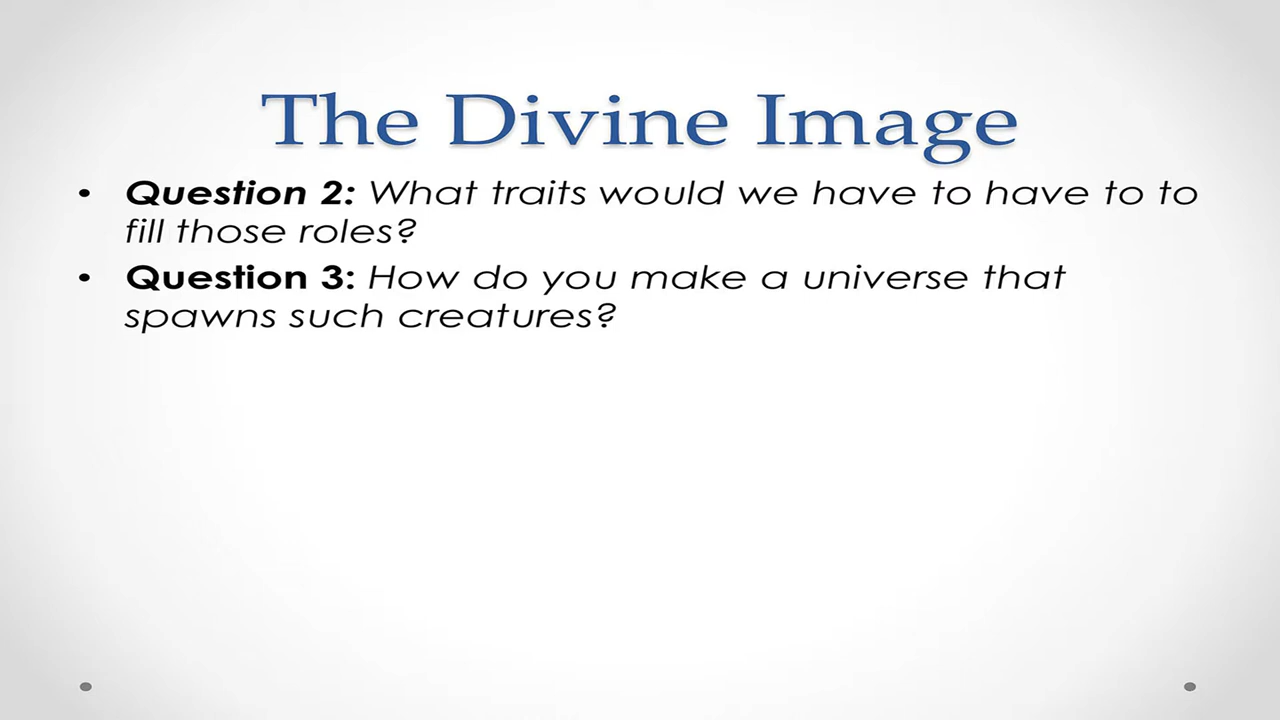 The Divine Image
• Question 2: What traits would we have to have to to
fill those roles?
• Question 3: How do you make a universe that
spawns such creatures?